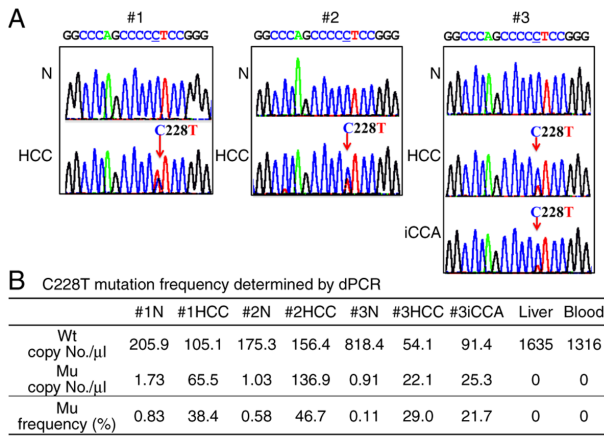 A
#1 #2 #3
GGCCCAGCCCCCTCCGGG GGCCCAGCCCCCTCCGGG GGCCCAGCCCCCTCCGGG
N N N
C228T C228T C228T
HCC HCC HCC
C228T
iCCA
B C228T mutation frequency determined by dPCR
#1N #1HCC #2N #2HCC #3N #3HCC #3iCCA Liver Blood
Wt copy No./µl 205.9 105.1 175.3 156.4 818.4 54.1 91.4 1635 1316
Mu copy No./µl 1.73 65.5 1.03 136.9 0.91 22.1 25.3 0 0
Mu frequency (%) 0.83 38.4 0.58 46.7 0.11 29.0 21.7 0 0